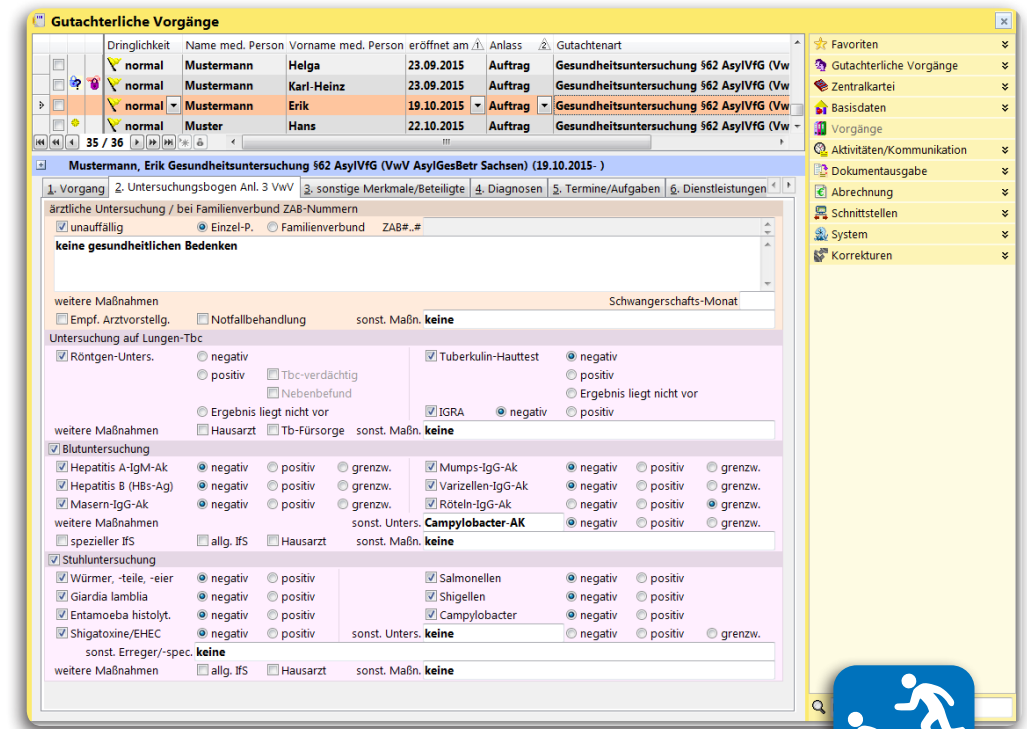 Gutachterliche Vorgänge
Dringlichkeit Name med. Person Vorname med. Person eröffnet am 1 Anlass 2 Gutachtenart
normal Mustermann Helga 23.09.2015 Auftrag Gesundheitsuntersuchung §62 AsylVfG (Vw
normal Mustermann Karl-Heinz 23.09.2015 Auftrag Gesundheitsuntersuchung §62 AsylVfG (Vw
normal Mustermann Erik 19.10.2015 Auftrag Gesundheitsuntersuchung §62 AsylVfG (Vw
normal Muster Hans 22.10.2015 Auftrag Gesundheitsuntersuchung §62 AsylVfG (Vw
35 / 36
Mustermann, Erik Gesundheitsuntersuchung §62 AsylVfG (VwV AsylGesBetr Sachsen) (19.10.2015- )
1. Vorgang 2. Untersuchungsbogen Anl. 3 VwV 3. sonstige Merkmale/Beteiligte 4. Diagnosen 5. Termine/Aufgaben 6. Dienstleistungen
ärztliche Untersuchung / bei Familienverbund ZAB-Nummern
unauffällig Einzel-P. Familienverbund ZAB#..#
keine gesundheitlichen Bedenken
weitere Maßnahmen Schwangerschafts-Monat
Empf. Arztvorstellg. Notfallbehandlung sonst. Maßn. keine
Untersuchung auf Lungen-Tbc
Röntgen-Unters. negativ Tuberkulin-Hauttest negativ
positiv Tbc-verdächtig positiv
Nebenbefund Ergebnis liegt nicht vor
Ergebnis liegt nicht vor IGRA negativ positiv
weitere Maßnahmen Hausarzt Tb-Fürsorge sonst. Maßn. keine
Blutuntersuchung
Hepatitis A-IgM-Ak negativ positiv grenzw. Mumps-IgG-Ak negativ positiv grenzw.
Hepatitis B (HBs-Ag) negativ positiv grenzw. Varizellen-IgG-Ak negativ positiv grenzw.
Masern-IgG-Ak negativ positiv grenzw. Röteln-IgG-Ak negativ positiv grenzw.
weitere Maßnahmen sonst. Unters. Campylobacter-AK negativ positiv grenzw.
spezieller IfS allg. IfS Hausarzt sonst. Maßn. keine
Stuhluntersuchung
Würmer, -teile, -eier negativ positiv Salmonellen negativ positiv
Giardia lamblia negativ positiv Shigellen negativ positiv
Entamoeba histolyt. negativ positiv Campylobacter negativ positiv
Shigatoxine/EHEC negativ positiv sonst. Unters. keine negativ positiv grenzw.
sonst. Erreger/-spec. keine
weitere Maßnahmen allg. IfS Hausarzt sonst. Maßn. keine
Favoriten
Gutachterliche Vorgänge
Zentralkartei
Basisdaten
Vorgänge
Aktivitäten/Kommunikation
Dokumentausgabe
Abrechnung
Schnittstellen
System
Korrekturen